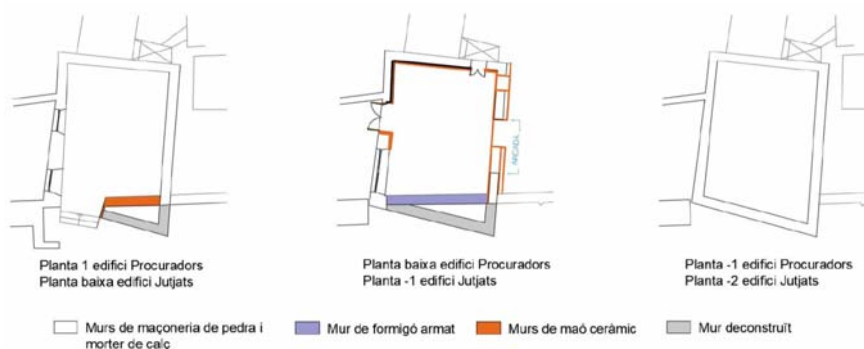 ARCADA
Planta 1 edifici Procuradors
Planta baixa edifici Jutjats
Planta baixa edifici Procuradors
Planta -1 edifici Jutjats
Planta -1 edifici Procuradors
Planta -2 edifici Jutjats
Murs de maçoneria de pedra i
morter de calç
Mur de formigó armat
Murs de maó ceràmic
Mur deconstruït